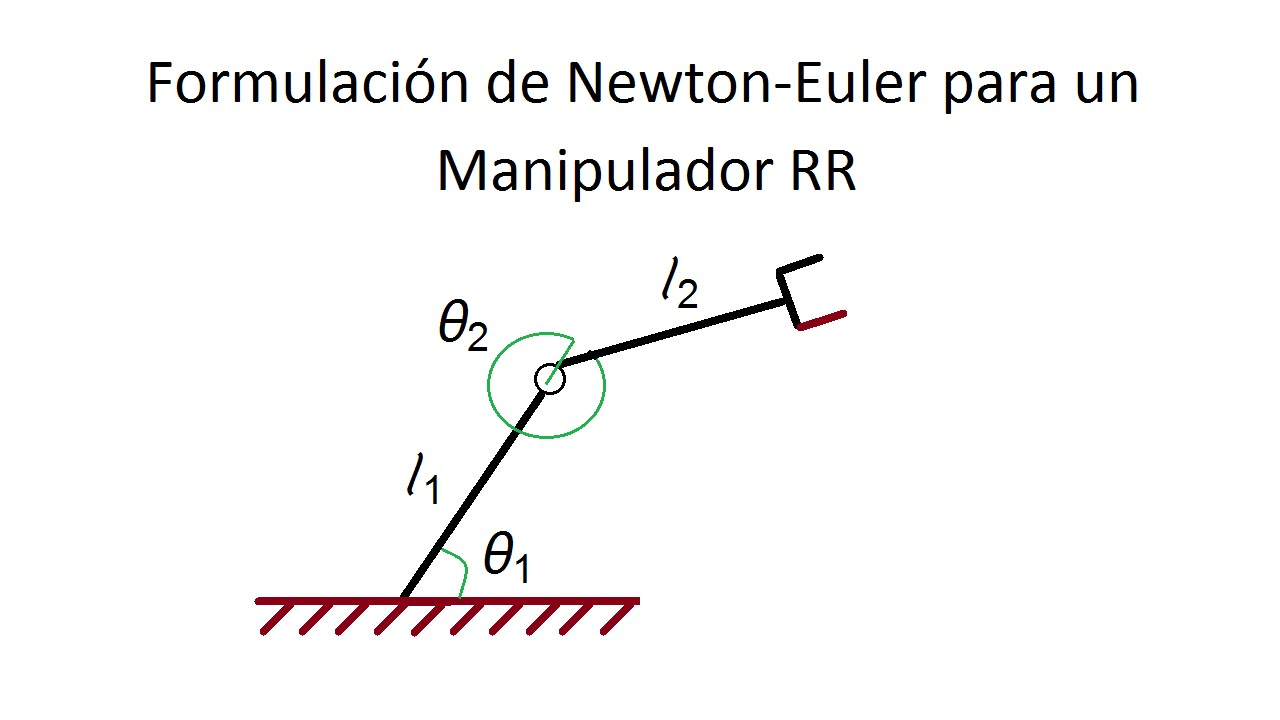 Formulación de Newton-Euler para un
Manipulador RR
l₂
θ₂
l₁
θ₁